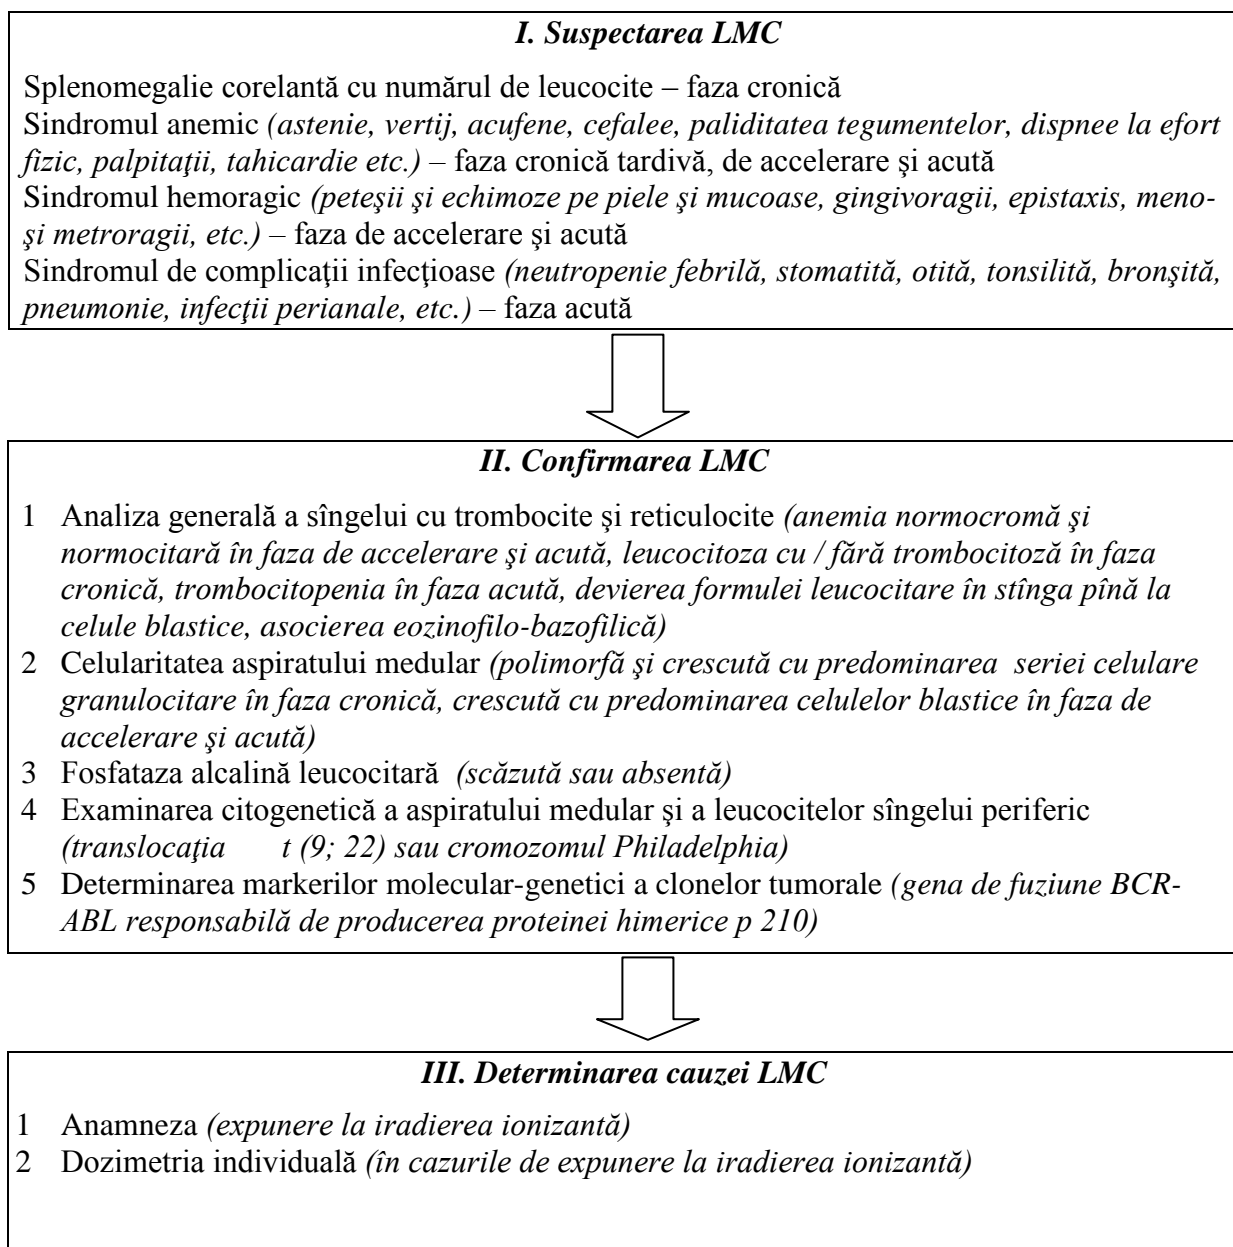 I. Suspectarea LMC
Splenomegalie corelantă cu numărul de leucocite – faza cronică
Sindromul anemic (astenie, vertij, acufene, cefalee, paliditatea tegumentelor, dispnee la efort
fizic, palpitaţii, tahicardie etc.) – faza cronică tardivă, de accelerare şi acută
Sindromul hemoragic (peteşii şi echimoze pe piele şi mucoase, gingivoragii, epistaxis, meno-
şi metroragii, etc.) – faza de accelerare şi acută
Sindromul de complicaţii infecţioase (neutropenie febrilă, stomatită, otită, tonsilită, bronşită,
pneumonie, infecţii perianale, etc.) – faza acută
II. Confirmarea LMC
1 Analiza generală a sîngelui cu trombocite şi reticulocite (anemia normocromă şi
normocitară în faza de accelerare şi acută, leucocitoza cu / fără trombocitoză în faza
cronică, trombocitopenia în faza acută, devierea formulei leucocitare în stînga pînă la
celule blastice, asocierea eozinofilo-bazofilică)
2 Celularitatea aspiratului medular (polimorfă şi crescută cu predominarea seriei celulare
granulocitare în faza cronică, crescută cu predominarea celulelor blastice în faza de
accelerare şi acută)
3 Fosfataza alcalină leucocitară (scăzută sau absentă)
4 Examinarea citogenetică a aspiratului medular şi a leucocitelor sîngelui periferic
(translocaţia t (9; 22) sau cromozomul Philadelphia)
5 Determinarea markerilor molecular-genetici a clonelor tumorale (gena de fuziune BCR-
ABL responsabilă de producerea proteinei himerice p 210)
III. Determinarea cauzei LMC
1 Anamneza (expunere la iradierea ionizantă)
2 Dozimetria individuală (în cazurile de expunere la iradierea ionizantă)